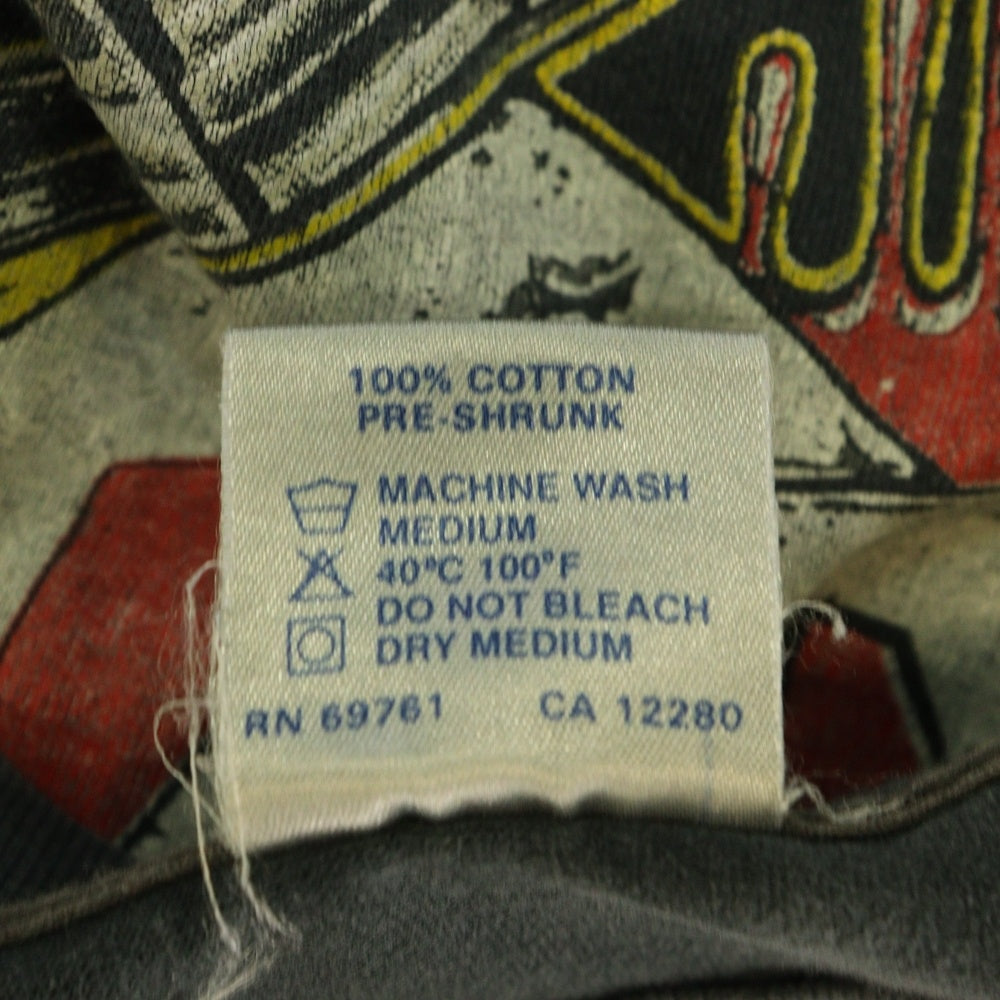 100% COTTON
PRE-SHRUNK
MACHINE WASH
MEDIUM
40°C 100°F
DO NOT BLEACH
DRY MEDIUM
RN 69761 CA 12280